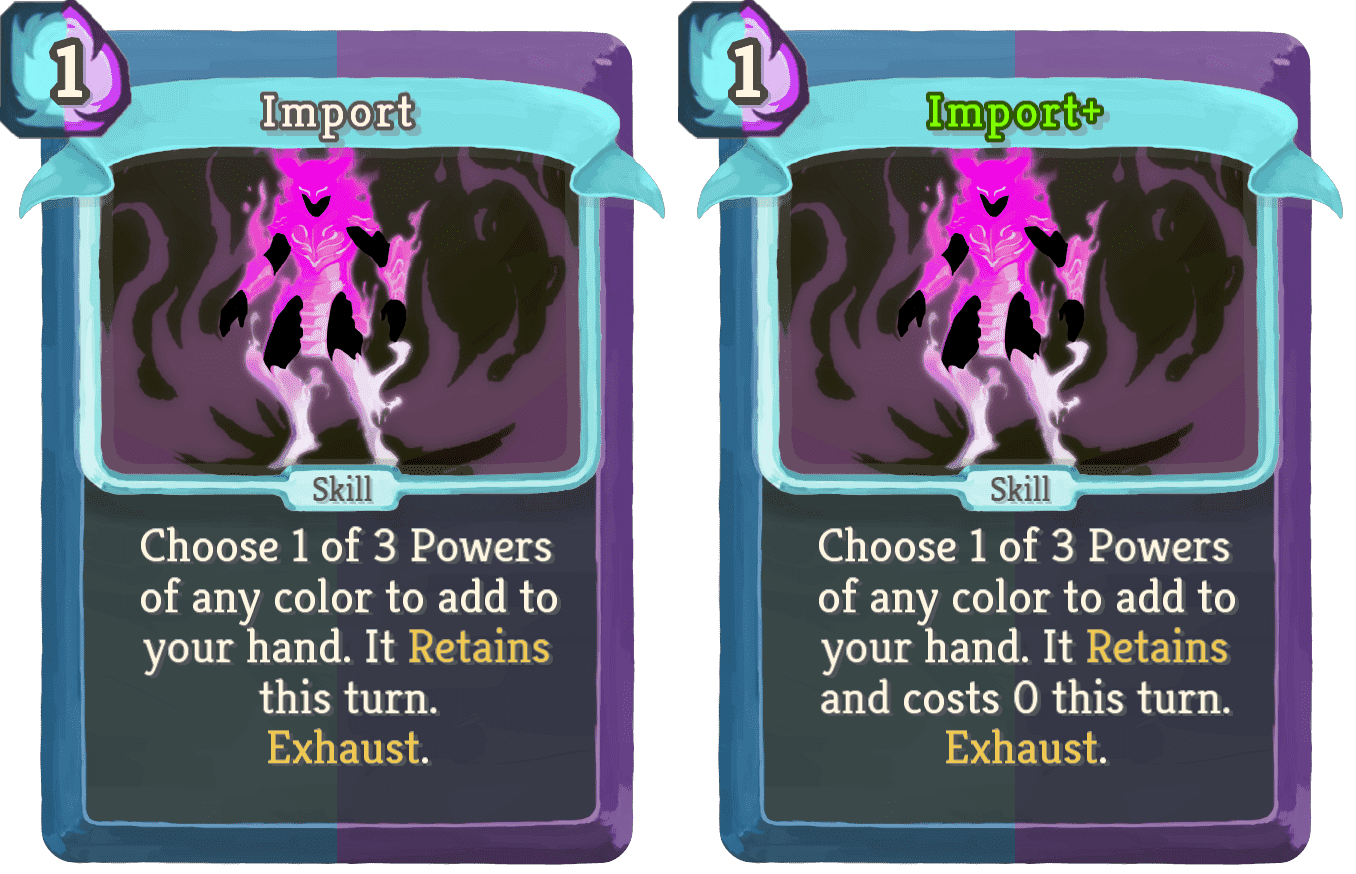 1
Import
Skill
Choose 1 of 3 Powers
of any color to add to
your hand. It Retains
this turn.
Exhaust.
1
Import+
Skill
Choose 1 of 3 Powers
of any color to add to
your hand. It Retains
and costs 0 this turn.
Exhaust.